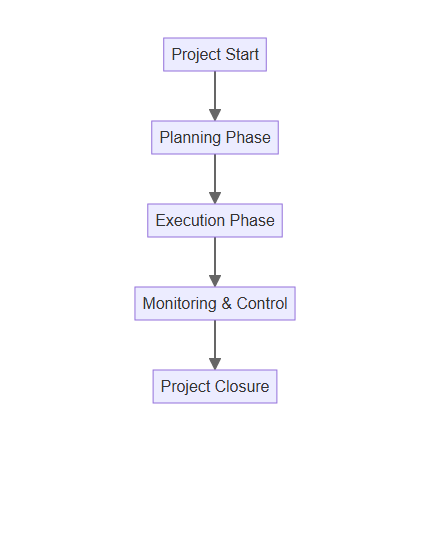 Project Start
Planning Phase
Execution Phase
Monitoring & Control
Project Closure